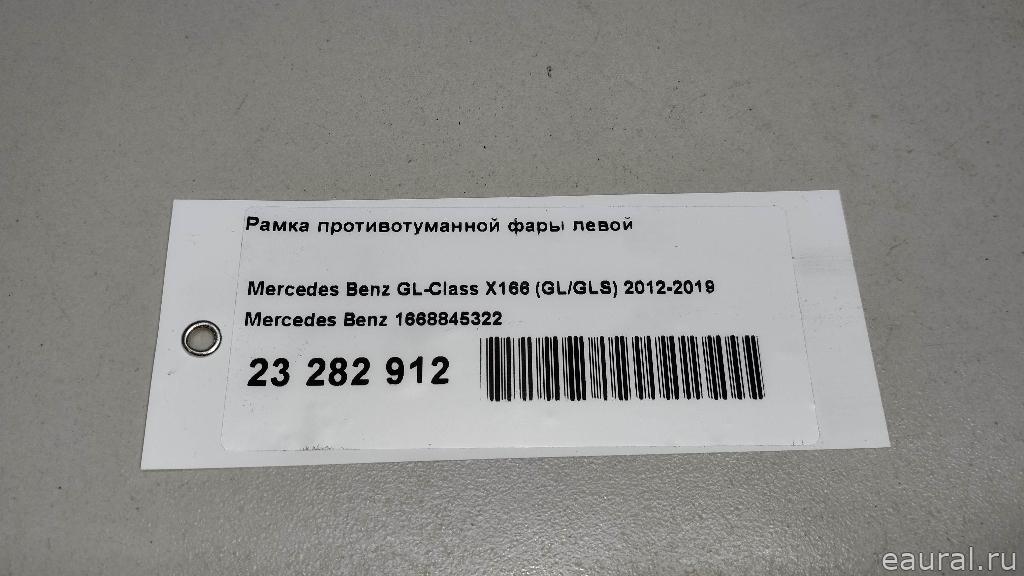 Рамка противотуманной фары левой
Mercedes Benz GL-Class X166 (GL/GLS) 2012-2019
Mercedes Benz 1668845322
23 282 912
eaural.ru